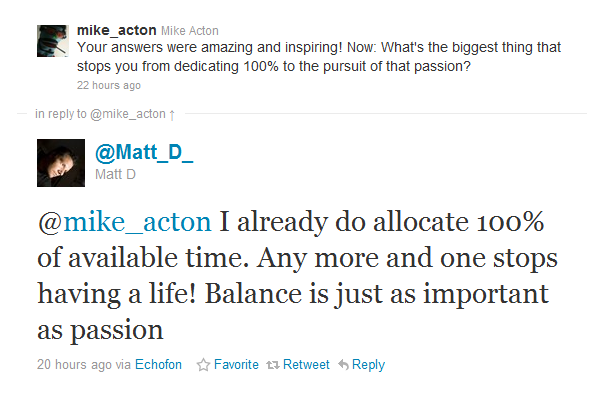 mike_acton Mike Acton
Your answers were amazing and inspiring! Now: What's the biggest thing that
stops you from dedicating 100% to the pursuit of that passion?
22 hours ago
in reply to @mike_acton ↑
@Matt_D_
Matt D
@mike_acton I already do allocate 100%
of available time. Any more and one stops
having a life! Balance is just as important
as passion
20 hours ago via Echofon Favorite Retweet Reply